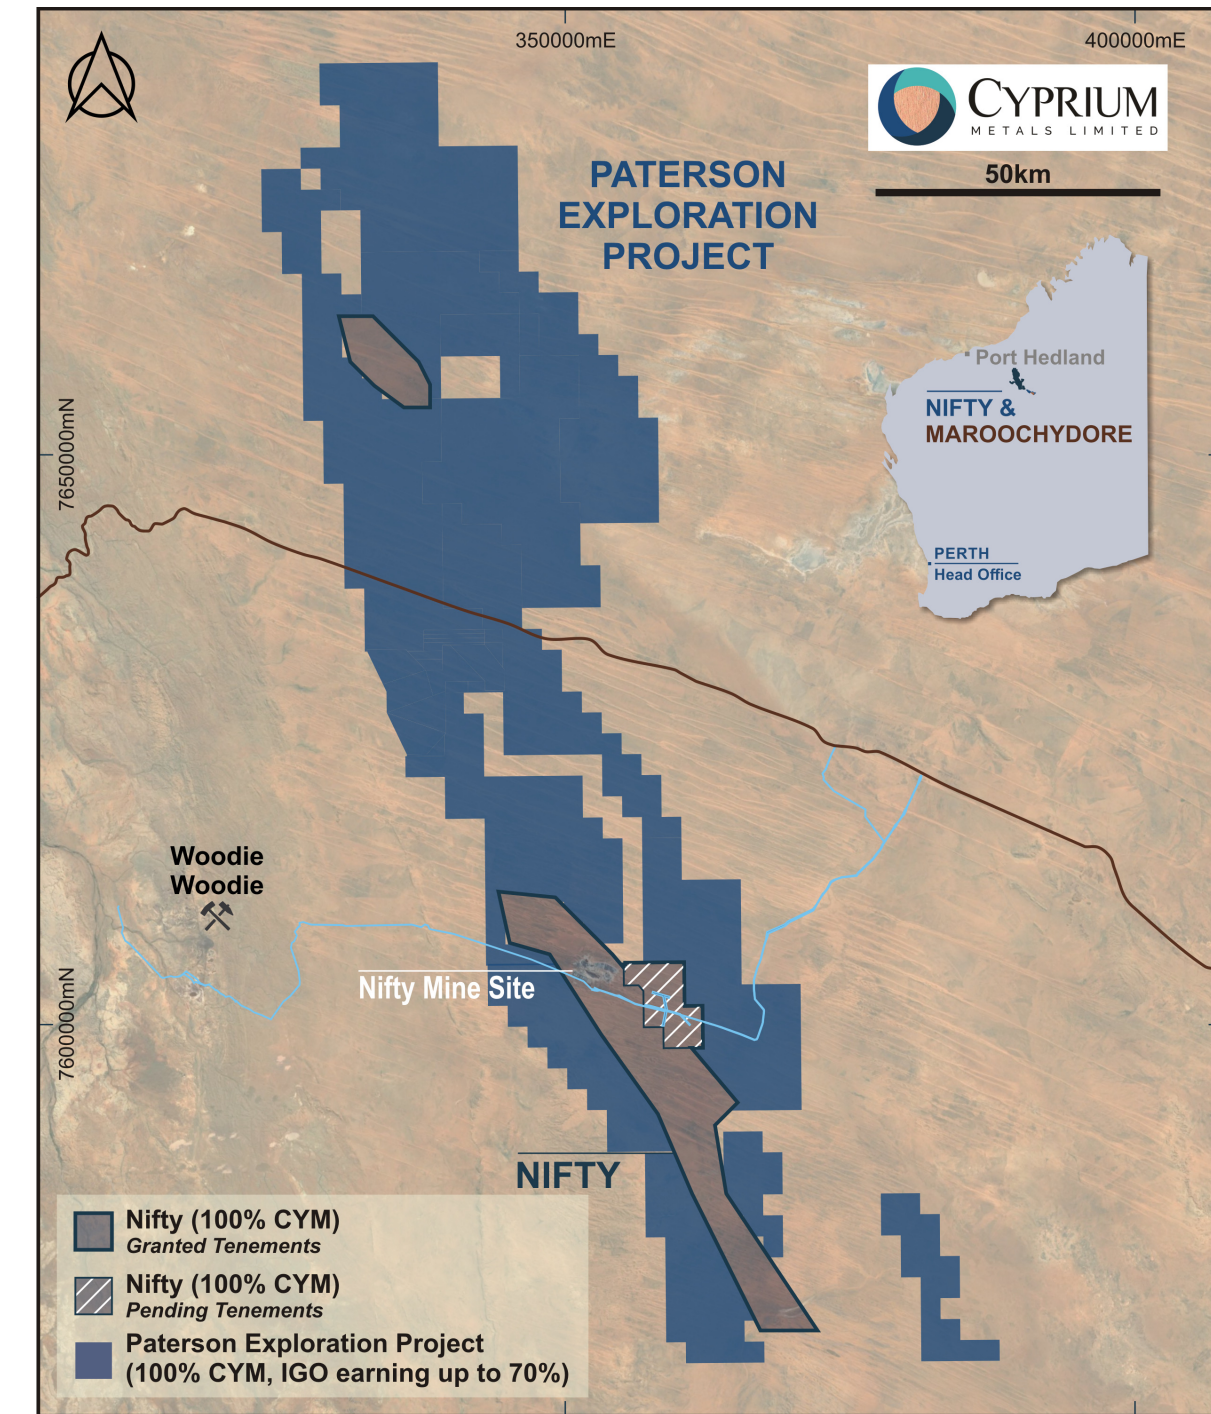 350000mE
400000mE
CYPRIUM
METALS LIMITED
50km
PATERSON
EXPLORATION
PROJECT
Port Hedland
NIFTY &
MAROOCHYDORE
PERTH
Head Office
7650000mN
Woodie
Woodie
Nifty Mine Site
7600000mN
NIFTY
Nifty (100% CYM)
Granted Tenements
Nifty (100% CYM)
Pending Tenements
Paterson Exploration Project
(100% CYM, IGO earning up to 70%)